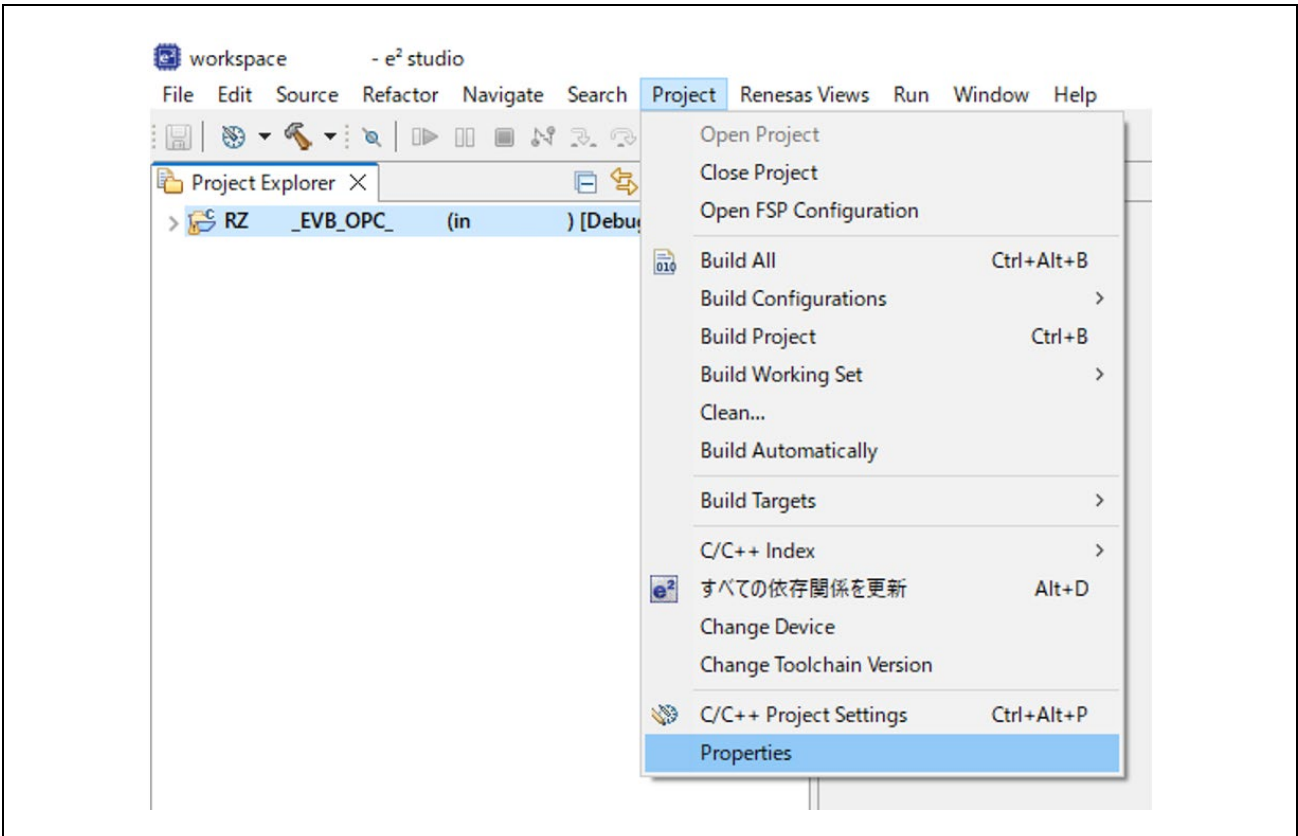 workspace - e² studio
File Edit Source Refactor Navigate Search Project Renesas Views Run Window Help
Project Explorer
RZ _EVB_OPC_ (in ) [Debug
Open Project
Close Project
Open FSP Configuration
Build All Ctrl+Alt+B
Build Configurations
Build Project Ctrl+B
Build Working Set
Clean...
Build Automatically
Build Targets
C/C++ Index
すべての依存関係を更新 Alt+D
Change Device
Change Toolchain Version
C/C++ Project Settings Ctrl+Alt+P
Properties